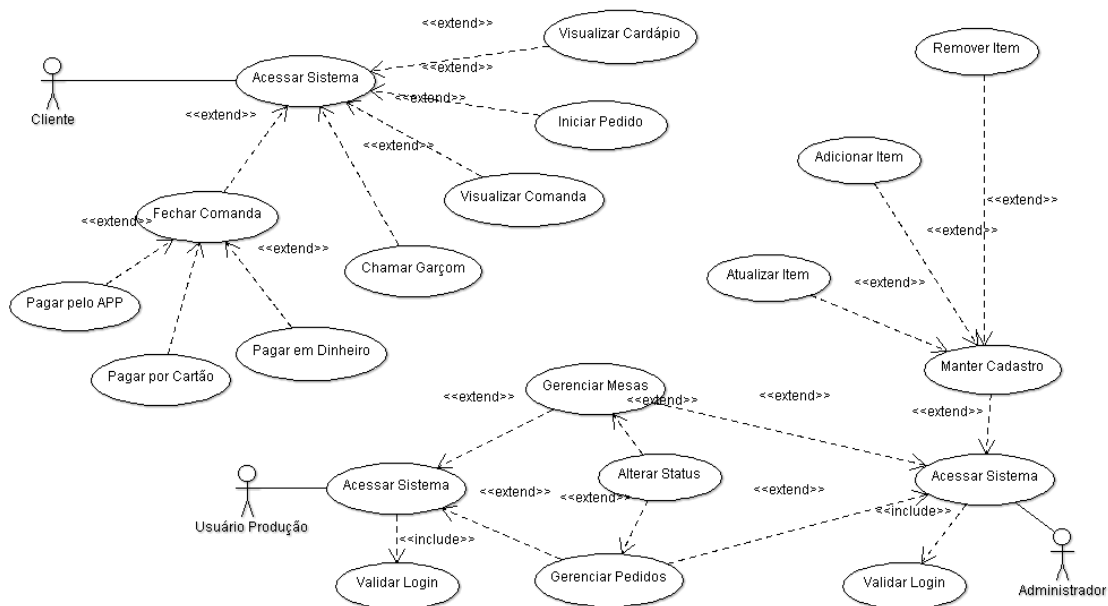 <<extend>>
Visualizar Cardápio
Remover Item
Acessar Sistema
<<extend>>
Cliente
<<extend>>
<<extend>>
Iniciar Pedido
<<extend>>
Adicionar Item
Visualizar Comanda
<<extend>>
Fechar Comanda
<<extend>>
<<extend>>
<<extend>>
<<extend>>
Chamar Garçom
Atualizar Item
<<extend>>
Pagar pelo APP
Pagar em Dinheiro
Pagar por Cartão
Gerenciar Mesas
Manter Cadastro
<<extend>>
<<extend>>
<<extend>>
<<extend>>
Acessar Sistema
Alterar Status
Acessar Sistema
<<extend>>
<<extend>>
<<extend>>
<<include>>
Usuário Produção
<<include>>
Validar Login
Gerenciar Pedidos
Validar Login
Administrador